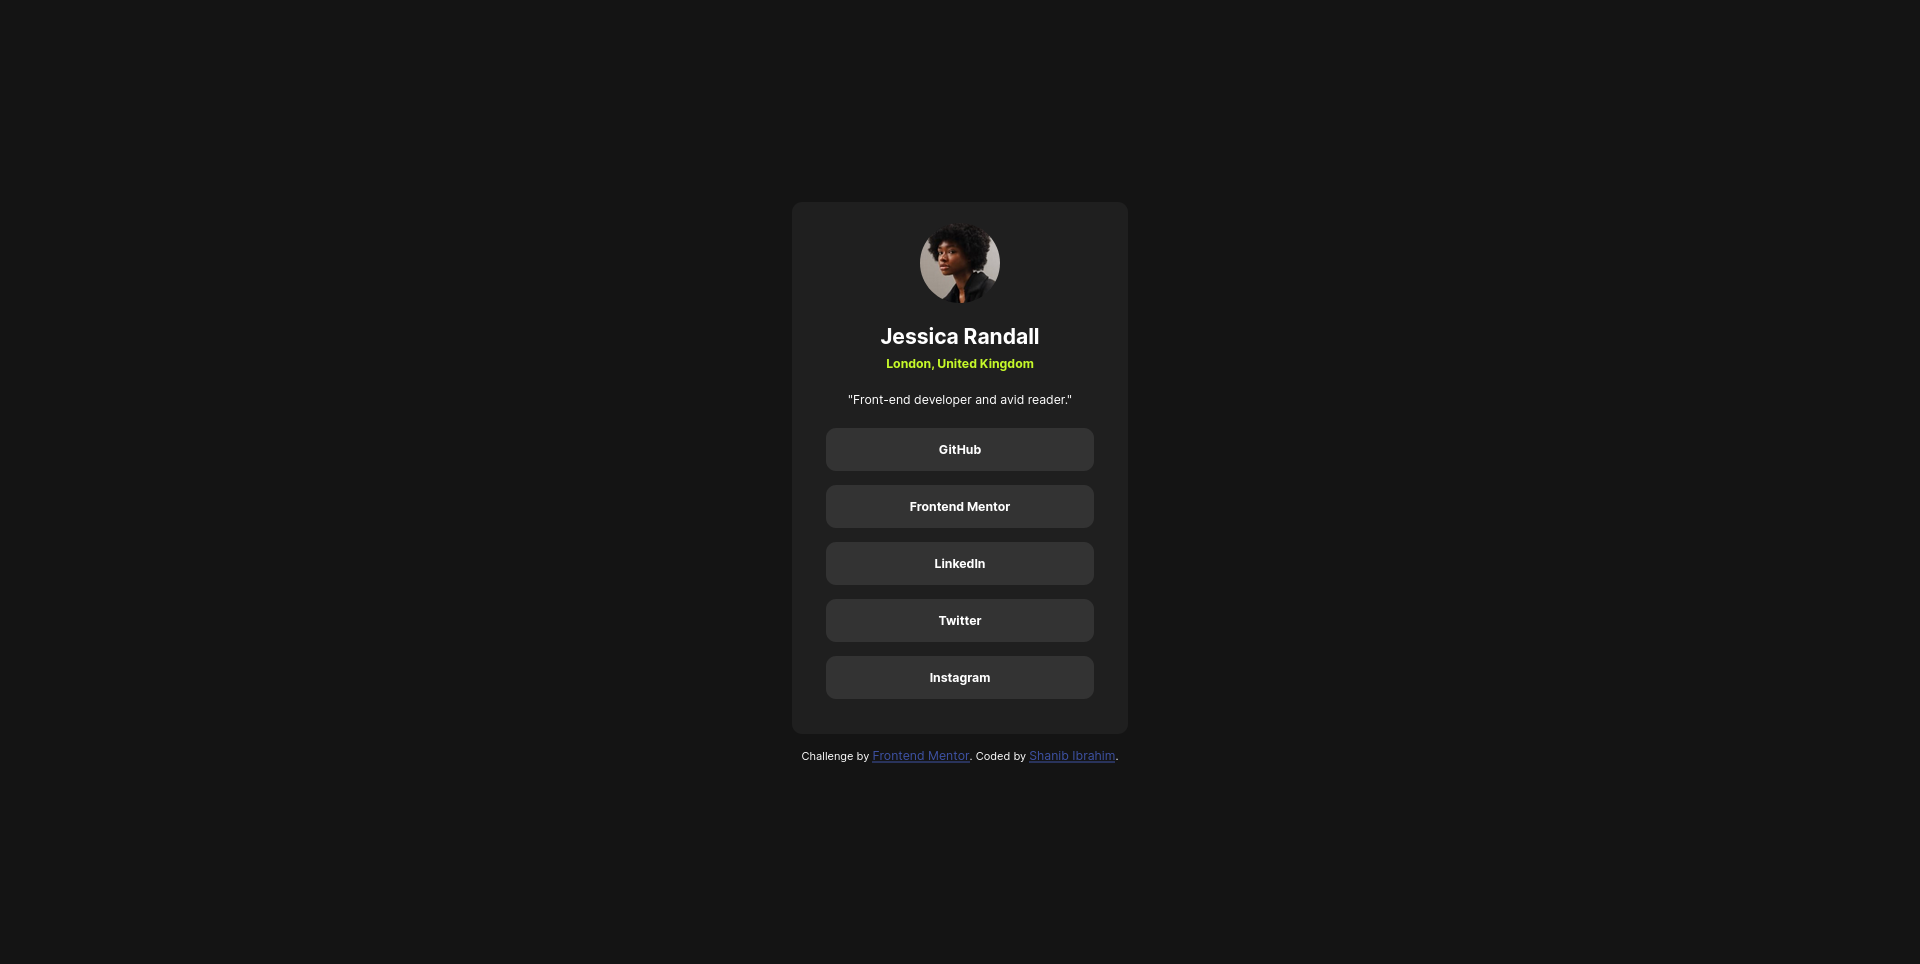 Jessica Randall
London, United Kingdom
"Front-end developer and avid reader."
GitHub
Frontend Mentor
LinkedIn
Twitter
Instagram
Challenge by Frontend Mentor. Coded by Shanib Ibrahim.